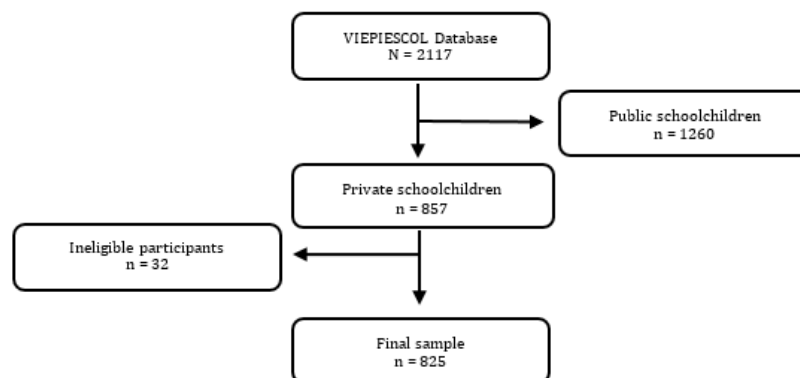 VIEPIESCOL Database
N = 2117
Public schoolchildren
n = 1260
Private schoolchildren
n = 857
Ineligible participants
n = 32
Final sample
n = 825